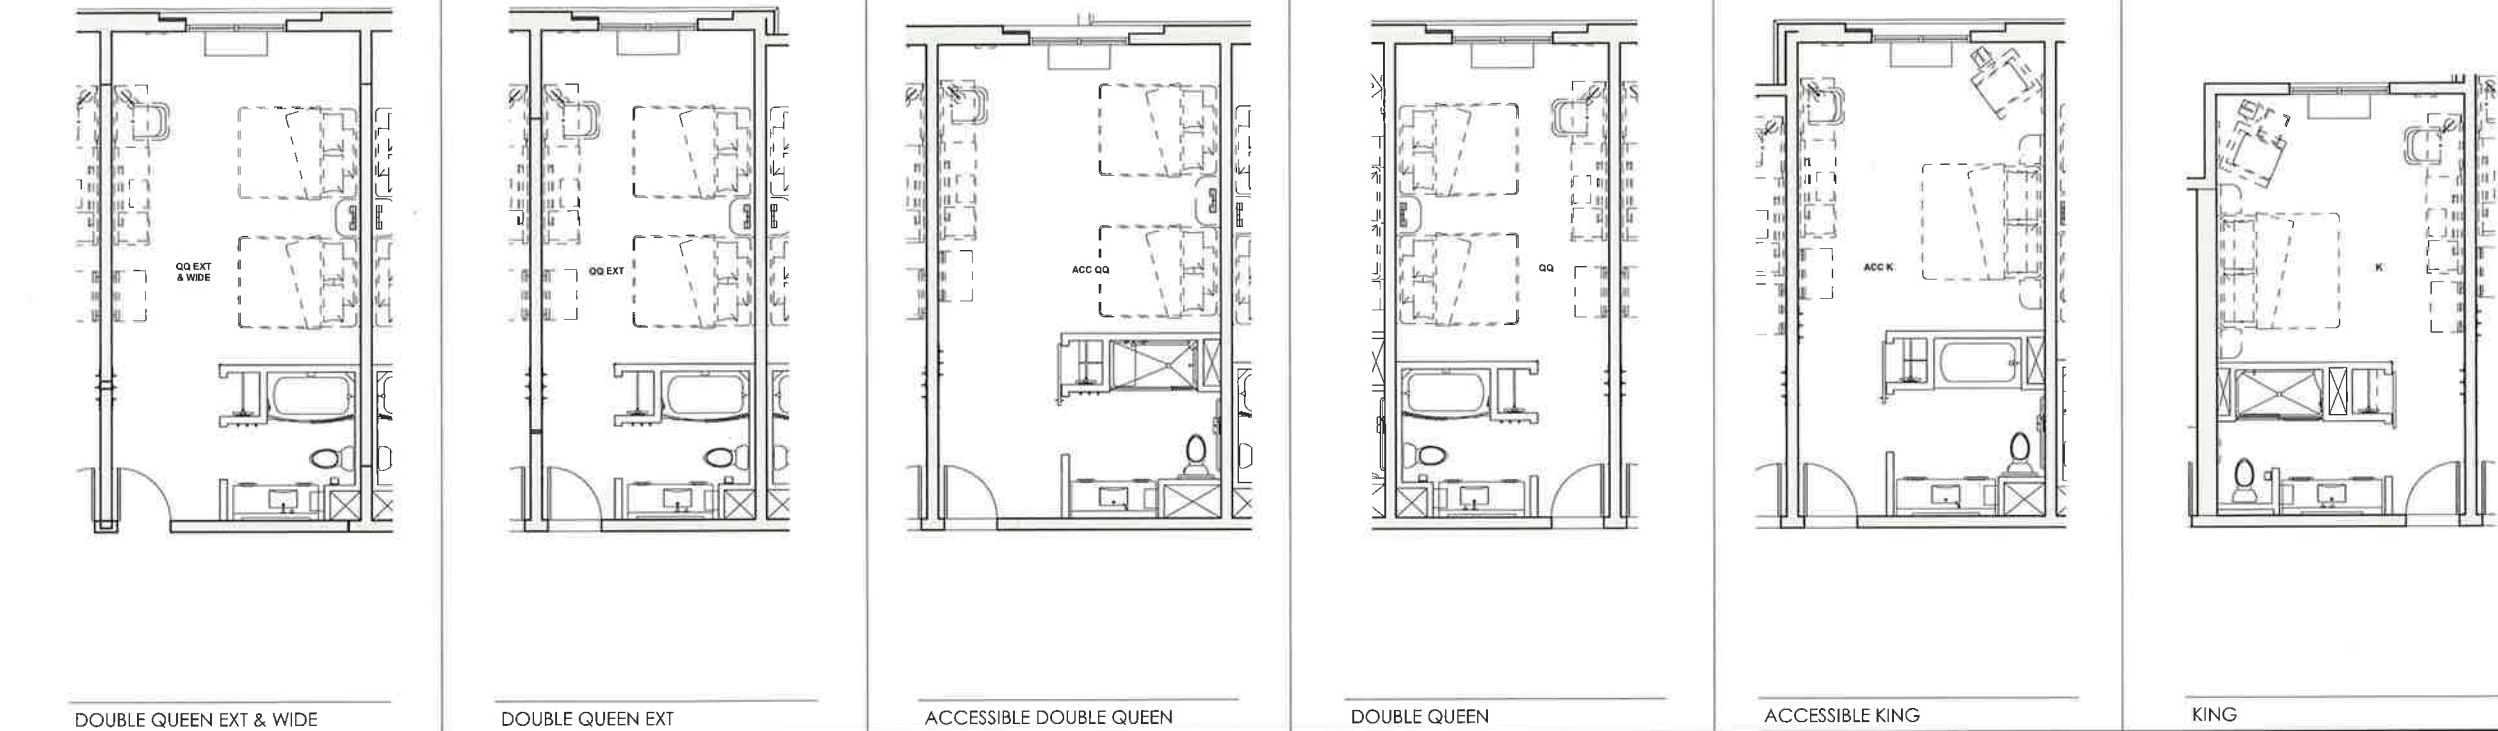 QQ EXT
& WIDE
QQ EXT
ACC QQ
QQ
ACC K
K
DOUBLE QUEEN EXT & WIDE
DOUBLE QUEEN EXT
ACCESSIBLE DOUBLE QUEEN
DOUBLE QUEEN
ACCESSIBLE KING
KING